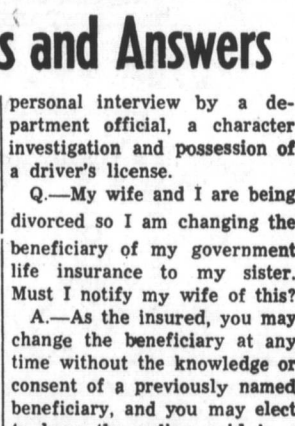 s and Answers
personal interview by a de-
partment official, a character
investigation and possession of
a driver's license.
Q.—My wife and I are being
divorced so I am changing the
beneficiary of my government
life insurance to my sister.
Must I notify my wife of this?
A.—As the insured, you may
change the beneficiary at any
time without the knowledge or
consent of a previously named
beneficiary, and you may elect